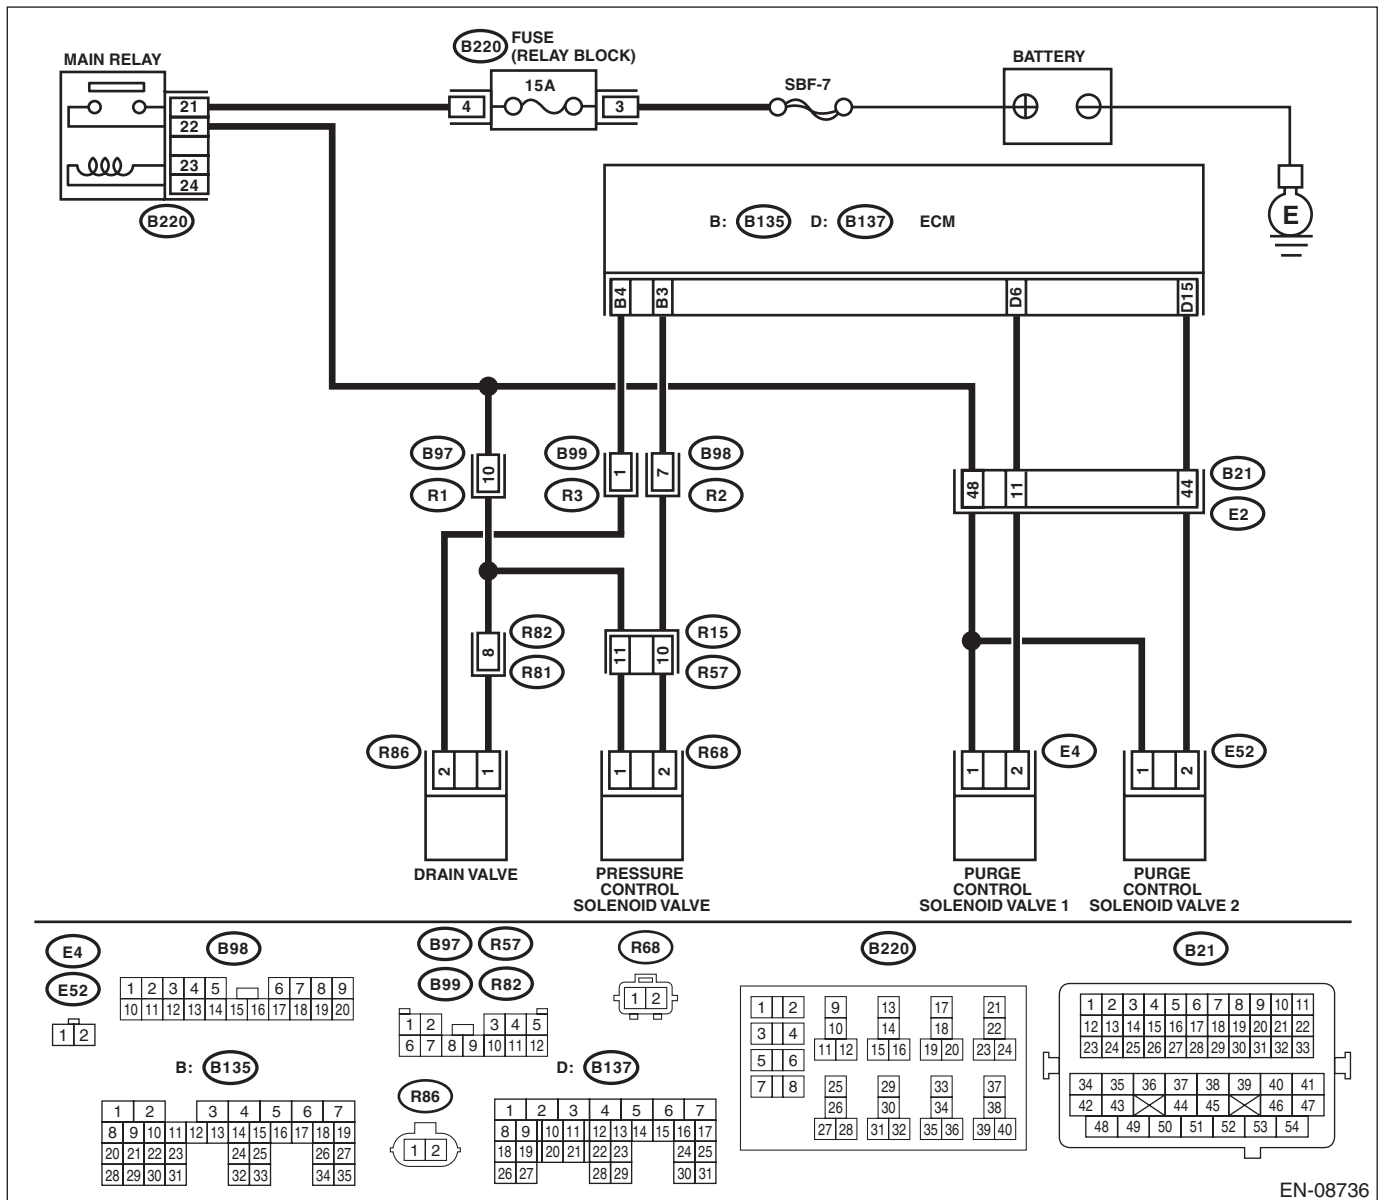 B220
FUSE
(RELAY BLOCK)
MAIN RELAY
BATTERY
15A
SBF-7
21
4
3
22
23
24
B220
E
B: B135 D: B137 ECM
B4
B3
D6
D15
B97
B99
B98
B21
10
1
7
48
11
44
R1
R3
R2
E2
R82
R15
8
11
10
R81
R57
R86
R68
E4
E52
2
1
1
2
1
2
1
2
DRAIN VALVE
PRESSURE
CONTROL
SOLENOID VALVE
PURGE
CONTROL
SOLENOID VALVE 1
PURGE
CONTROL
SOLENOID VALVE 2
E4
E52
1 2
B98
1 2 3 4 5 6 7 8 9
10 11 12 13 14 15 16 17 18 19 20
B97 R57
B99 R82
1 2 3 4 5
6 7 8 9 10 11 12
R68
1 2
B: B135
1 2 3 4 5 6 7
8 9 10 11 12 13 14 15 16 17 18 19
20 21 22 23 24 25 26 27
28 29 30 31 32 33 34 35
R86
1 2
D: B137
1 2 3 4 5 6 7
8 9 10 11 12 13 14 15 16 17
18 19 20 21 22 23 24 25
26 27 28 29 30 31
B220
1 2 9 13 17 21
3 4 10 14 18 22
11 12 15 16 19 20 23 24
5 6
7 8 25 29 33 37
26 30 34 38
27 28 31 32 35 36 39 40
B21
1 2 3 4 5 6 7 8 9 10 11
12 13 14 15 16 17 18 19 20 21 22
23 24 25 26 27 28 29 30 31 32 33
34 35 36 37 38 39 40 41
42 43 44 45 46 47
48 49 50 51 52 53 54
EN-08736